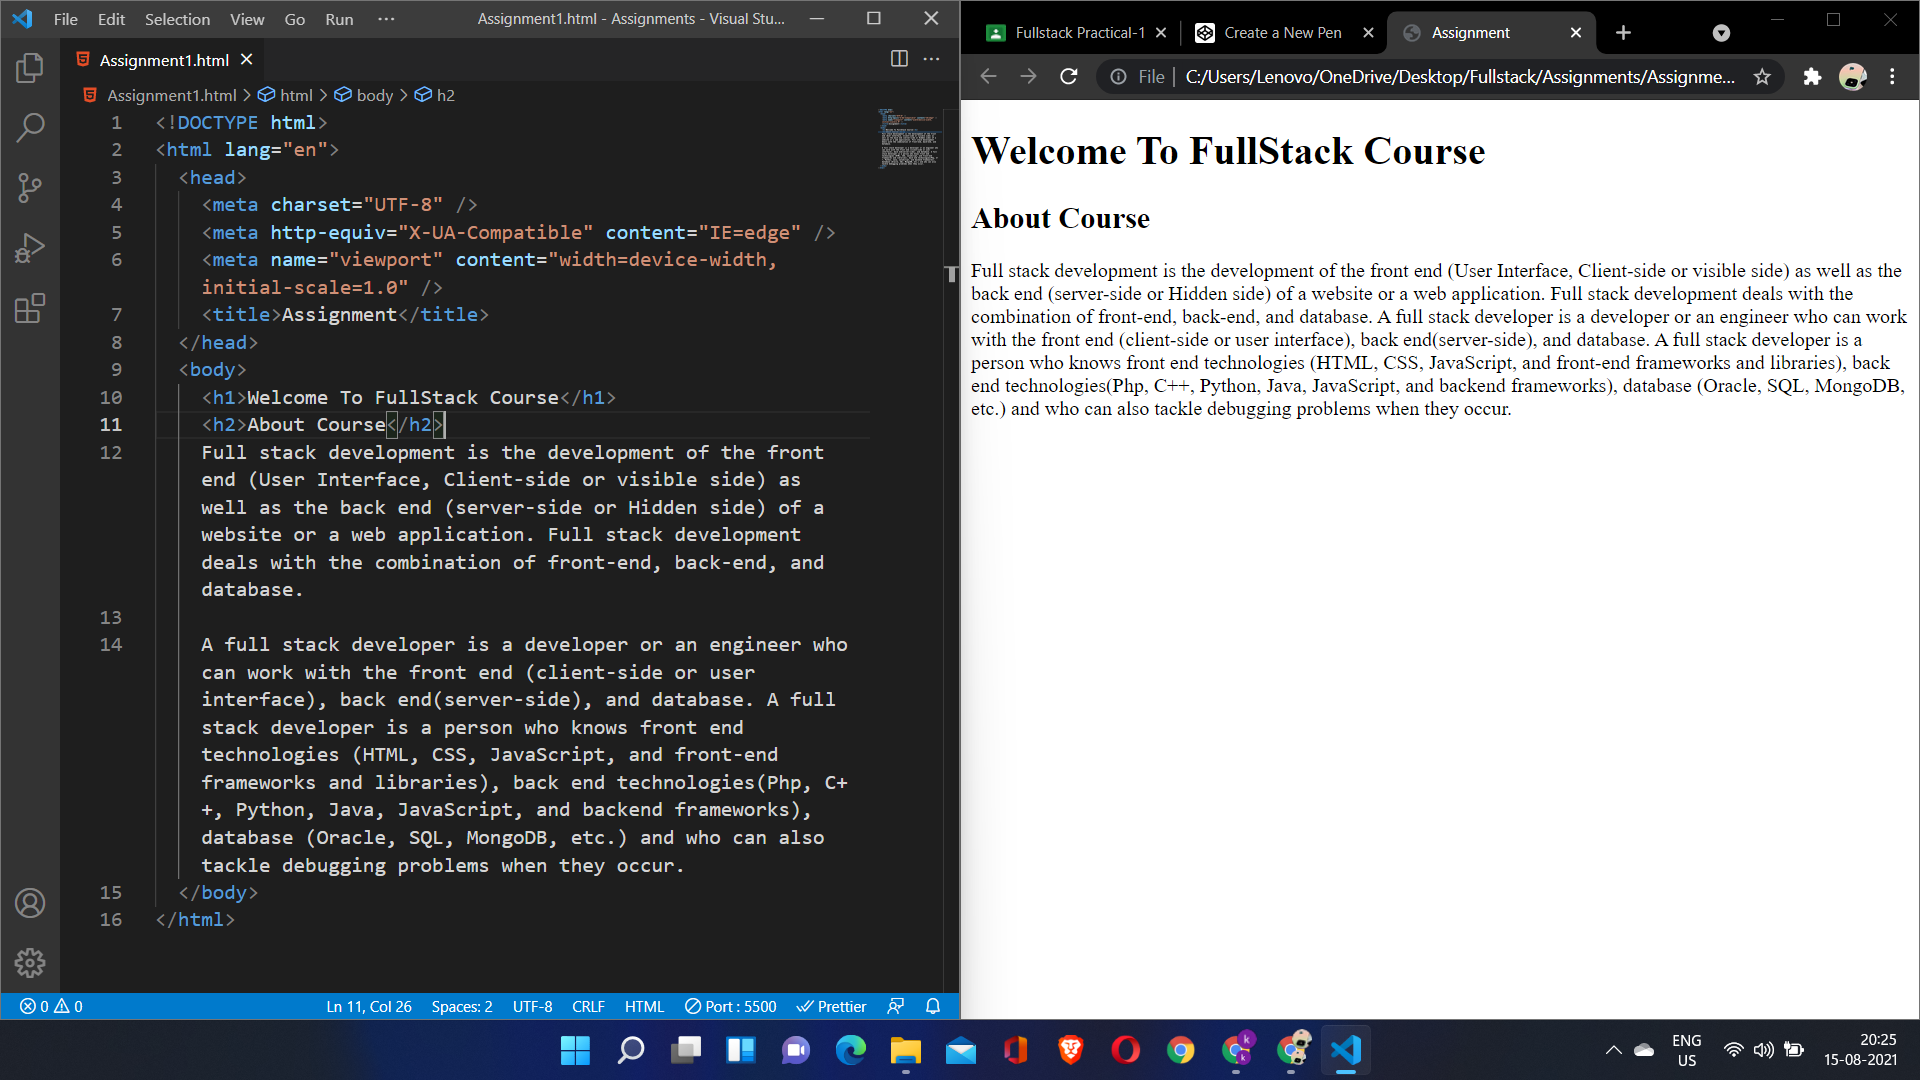 File Edit Selection View Go Run ··· Assignment1.html - Assignments - Visual Stu...
Assignment1.html
Assignment1.html > html > body > h2
1 <!DOCTYPE html>
2 <html lang="en">
3 <head>
4 <meta charset="UTF-8" />
5 <meta http-equiv="X-UA-Compatible" content="IE=edge" />
6 <meta name="viewport" content="width=device-width,
initial-scale=1.0" />
7 <title>Assignment</title>
8 </head>
9 <body>
10 <h1>Welcome To FullStack Course</h1>
11 <h2>About Course</h2>
12 Full stack development is the development of the front
end (User Interface, Client-side or visible side) as
well as the back end (server-side or Hidden side) of a
website or a web application. Full stack development
deals with the combination of front-end, back-end, and
database.
13
14 A full stack developer is a developer or an engineer who
can work with the front end (client-side or user
interface), back end(server-side), and database. A full
stack developer is a person who knows front end
technologies (HTML, CSS, JavaScript, and front-end
frameworks and libraries), back end technologies(Php, C+
+, Python, Java, JavaScript, and backend frameworks),
database (Oracle, SQL, MongoDB, etc.) and who can also
tackle debugging problems when they occur.
15 </body>
16 </html>
0 0 Ln 11, Col 26 Spaces: 2 UTF-8 CRLF HTML Port : 5500 Prettier
Fullstack Practical-1 Create a New Pen Assignment
File C:/Users/Lenovo/OneDrive/Desktop/Fullstack/Assignments/Assignme...
Welcome To FullStack Course
About Course
Full stack development is the development of the front end (User Interface, Client-side or visible side) as well as the
back end (server-side or Hidden side) of a website or a web application. Full stack development deals with the
combination of front-end, back-end, and database. A full stack developer is a developer or an engineer who can work
with the front end (client-side or user interface), back end(server-side), and database. A full stack developer is a
person who knows front end technologies (HTML, CSS, JavaScript, and front-end frameworks and libraries), back
end technologies(Php, C++, Python, Java, JavaScript, and backend frameworks), database (Oracle, SQL, MongoDB,
etc.) and who can also tackle debugging problems when they occur.
k
k
ENG
US
20:25
15-08-2021